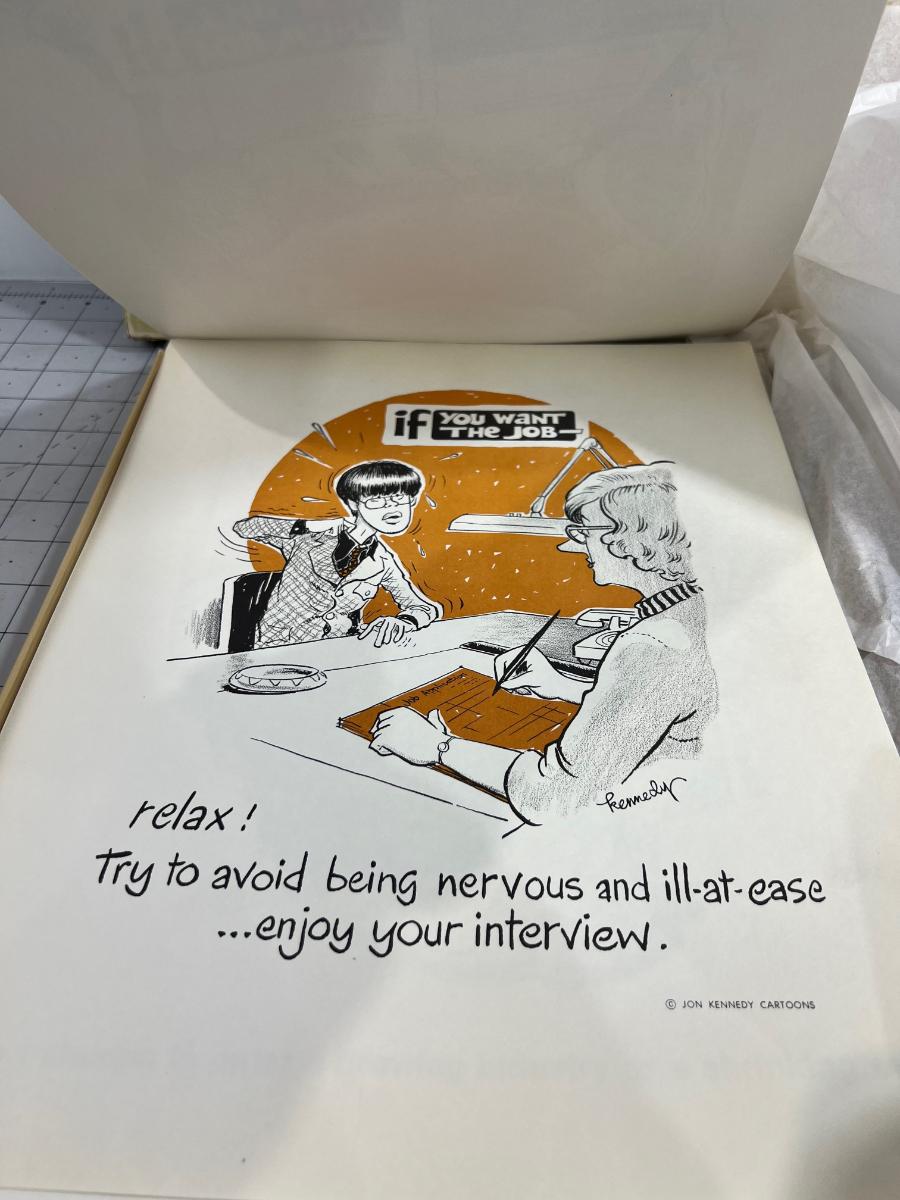 if YOU WANT
THE JOB—
Job Application
kennedy
relax!
Try to avoid being nervous and ill-at-ease
...enjoy your interview.
© JON KENNEDY CARTOONS